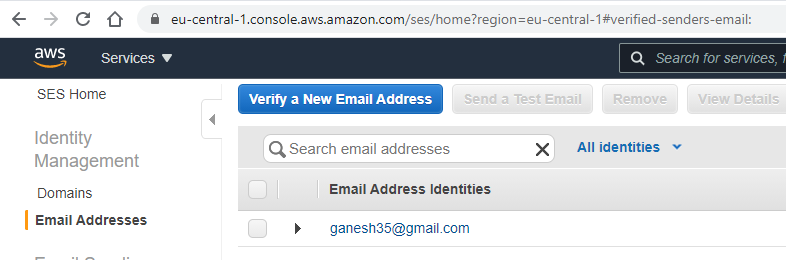 eu-central-1.console.aws.amazon.com/ses/home?region=eu-central-1#verified-senders-email:
aws
Services
Search for services, f
SES Home
Verify a New Email Address
Send a Test Email
Remove
View Details
Identity
Management
Search email addresses
All identities
Domains
Email Address Identities
Email Addresses
ganesh35@gmail.com